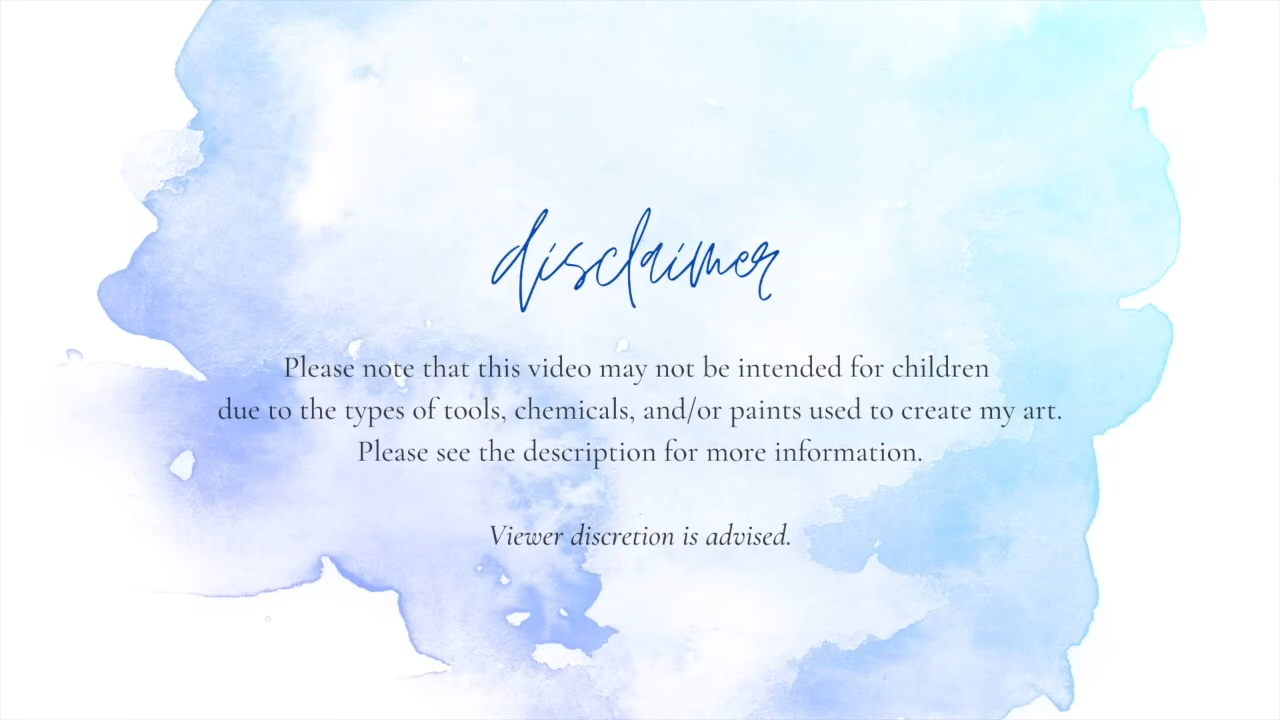 disclaimer
Please note that this video may not be intended for children
due to the types of tools, chemicals, and/or paints used to create my art.
Please see the description for more information.
Viewer discretion is advised.